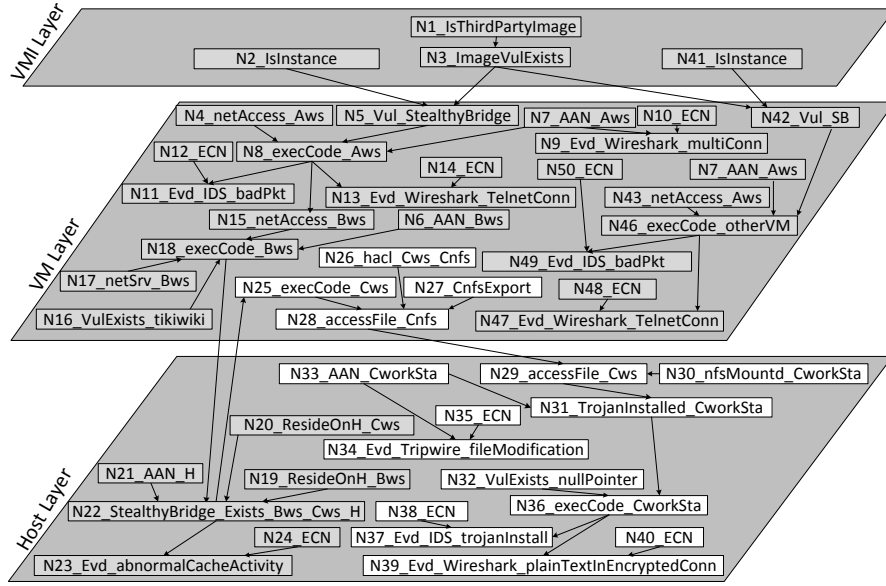 VMI Layer
N1_IsThirdPartyImage
N2_IsInstance
N3_ImageVulExists
N41_IsInstance
VM Layer
N4_netAccess_Aws
N5_Vul_StealthyBridge
N7_AAN_Aws
N10_ECN
N42_Vul_SB
N9_Evd_Wireshark_multiConn
N12_ECN
N8_execCode_Aws
N14_ECN
N50_ECN
N7_AAN_Aws
N11_Evd_IDS_badPkt
N13_Evd_Wireshark_TelnetConn
N43_netAccess_Aws
N15_netAccess_Bws
N6_AAN_Bws
N46_execCode_otherVM
N18_execCode_Bws
N26_hacl_Cws_Cnfs
N49_Evd_IDS_badPkt
N17_netSrv_Bws
N25_execCode_Cws
N27_CnfsExport
N48_ECN
N16_VulExists_tikiwiki
N28_accessFile_Cnfs
N47_Evd_Wireshark_TelnetConn
Host Layer
N33_AAN_CworkSta
N29_accessFile_Cws
N30_nfsMountd_CworkSta
N35_ECN
N31_TrojanInstalled_CworkSta
N20_ResideOnH_Cws
N34_Evd_Tripwire_fileModification
N21_AAN_H
N19_ResideOnH_Bws
N32_VulExists_nullPointer
N22_StealthyBridge_Exists_Bws_Cws_H
N38_ECN
N36_execCode_CworkSta
N24_ECN
N37_Evd_IDS_trojanInstall
N40_ECN
N23_Evd_abnormalCacheActivity
N39_Evd_Wireshark_plainTextInEncryptedConn